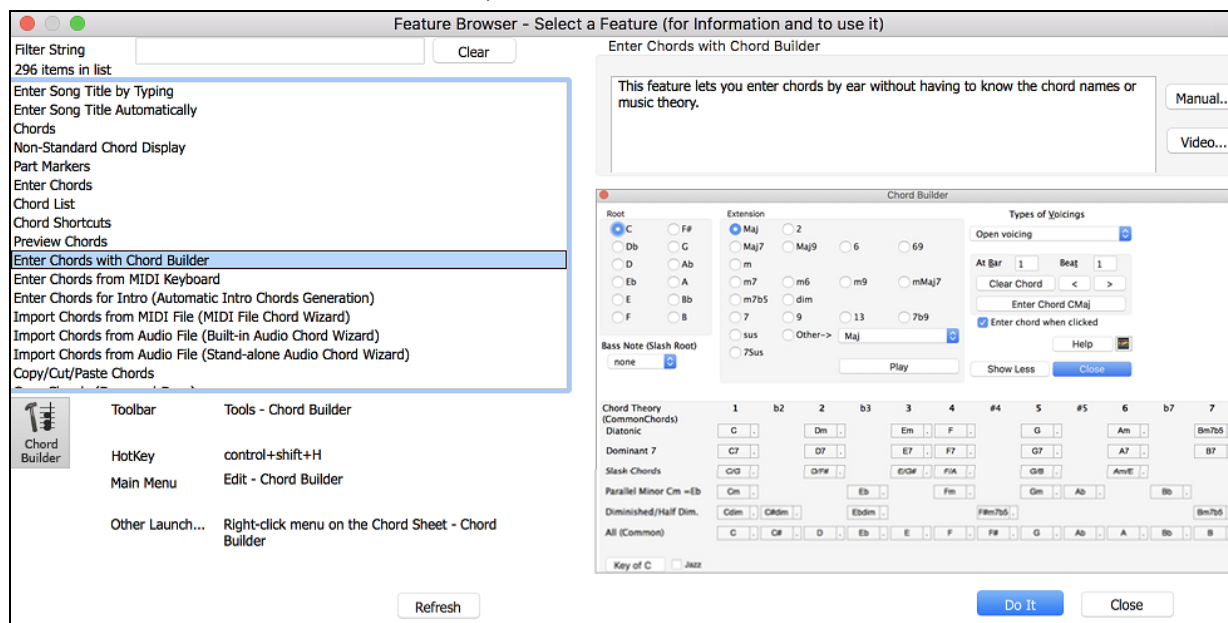 Feature Browser - Select a Feature (for Information and to use it)
Filter String
Clear
296 items in list
Enter Song Title by Typing
Enter Song Title Automatically
Chords
Non-Standard Chord Display
Part Markers
Enter Chords
Chord List
Chord Shortcuts
Preview Chords
Enter Chords with Chord Builder
Enter Chords from MIDI Keyboard
Enter Chords for Intro (Automatic Intro Chords Generation)
Import Chords from MIDI File (MIDI File Chord Wizard)
Import Chords from Audio File (Built-in Audio Chord Wizard)
Import Chords from Audio File (Stand-alone Audio Chord Wizard)
Copy/Cut/Paste Chords
Chord Builder
Toolbar Tools - Chord Builder
HotKey control+shift+H
Main Menu Edit - Chord Builder
Other Launch... Right-click menu on the Chord Sheet - Chord
Builder
Refresh
Enter Chords with Chord Builder
This feature lets you enter chords by ear without having to know the chord names or
music theory.
Manual..
Video...
Chord Builder
Root Extension Types of Voicings
C F# Maj 2 Open voicing
Db G Maj7 Maj9 6 69
D Ab m At Bar 1 Beat 1
Eb A m7 m6 m9 mMaj7 Clear Chord < >
E Bb m7b5 dim Enter Chord CMaj
F B 7 9 13 7b9 Enter chord when clicked
sus Other-> Maj Help
Bass Note (Slash Root) 7Sus
none Play Show Less Close
Chord Theory 1 b2 2 b3 3 4 #4 5 #5 6 b7 7
(CommonChords)
Diatonic C Dm Em F G Am Bm7b5
Dominant 7 C7 D7 E7 F7 G7 A7 B7
Slash Chords C/G D/F# E/G# F/A G/B Am/E
Parallel Minor Cm =Eb Cm Eb Fm Gm Ab Bb
Diminished/Half Dim. Cdim C#dim Ebdim F#m7b5 Bm7b5
All (Common) C C# D Eb E F F# G Ab A Bb B
Key of C Jazz
Do It Close